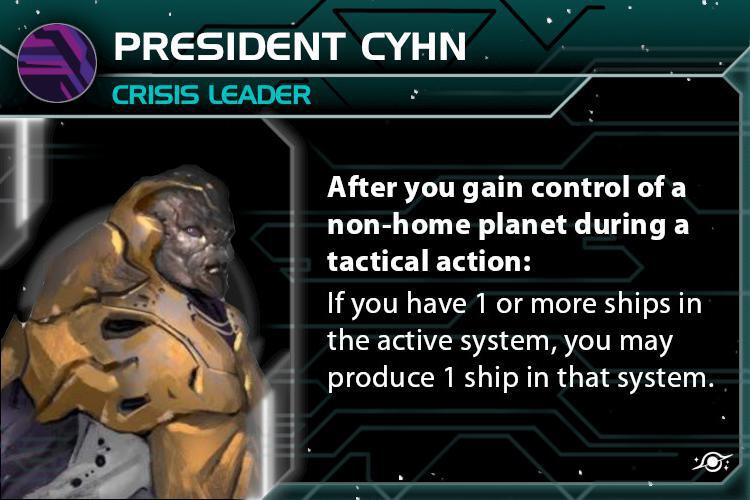 PRESIDENT CYHN
CRISIS LEADER
After you gain control of a
non-home planet during a
tactical action:
If you have 1 or more ships in
the active system, you may
produce 1 ship in that system.